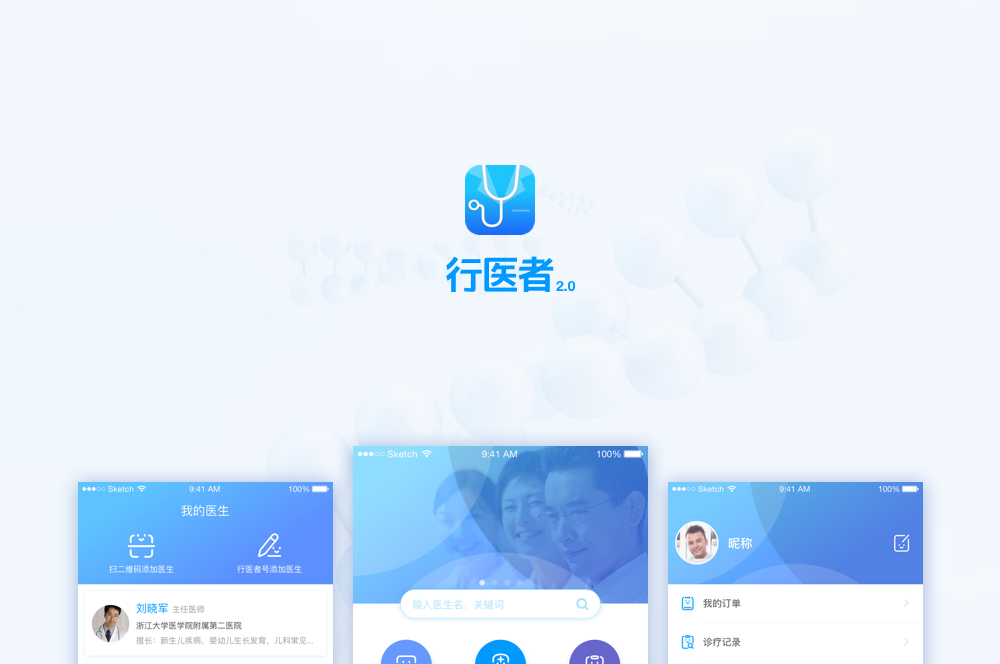 行医者 2.0
Sketch 9:41 AM 100%
我的医生
扫二维码添加医生
行医者号添加医生
刘晓军 主任医师
浙江大学医学院附属第二医院
擅长：新生儿疾病，婴幼儿生长发育，儿科常见...
Sketch 9:41 AM 100%
输入医生名、关键词
Sketch 9:41 AM 100%
昵称
我的订单
诊疗记录